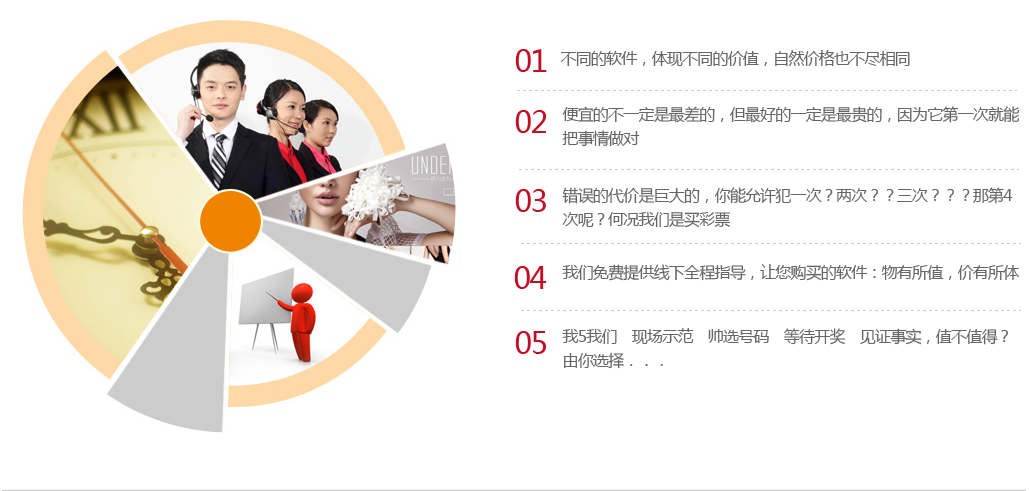 XII
UNDER
01
不同的软件，体现不同的价值，自然价格也不尽相同
02
便宜的不一定是最差的，但最好的一定是最贵的，因为它第一次就能
把事情做对
03
错误的代价是巨大的，你能允许犯一次？两次？？三次？？？那第4
次呢？何况我们是买彩票
04
我们免费提供线下全程指导，让您购买的软件：物有所值，价有所体
05
我5我们　现场示范　帅选号码　等待开奖　见证事实，值不值得？
由你选择．．．